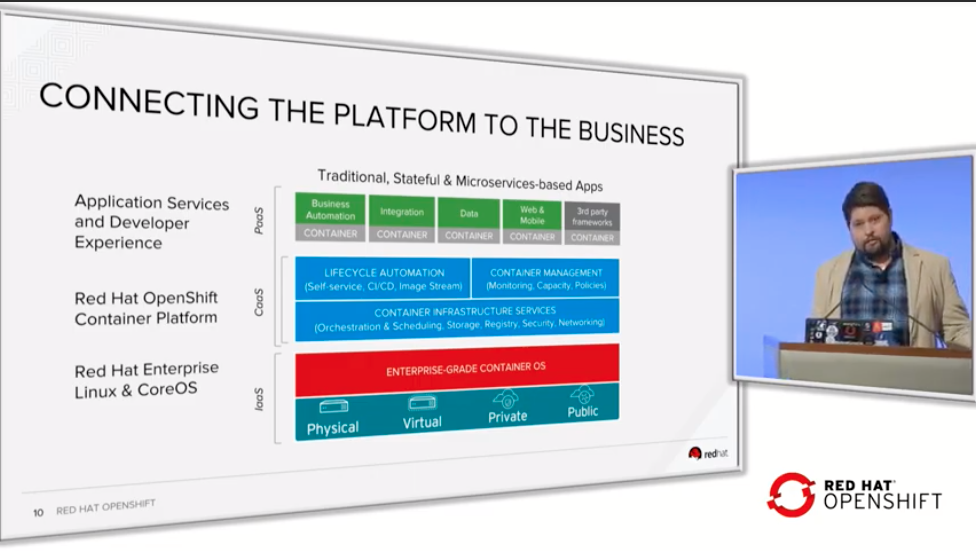 CONNECTING THE PLATFORM TO THE BUSINESS
Traditional, Stateful & Microservices-based Apps
Application Services
and Developer
Experience
PaaS
Business
Automation
CONTAINER
Integration
CONTAINER
Data
CONTAINER
Web &
Mobile
CONTAINER
3rd party
frameworks
CONTAINER
Red Hat OpenShift
Container Platform
CaaS
LIFECYCLE AUTOMATION
(Self-service, CI/CD, Image Stream)
CONTAINER MANAGEMENT
(Monitoring, Capacity, Policies)
CONTAINER INFRASTRUCTURE SERVICES
(Orchestration & Scheduling, Storage, Registry, Security, Networking)
Red Hat Enterprise
Linux & CoreOS
IaaS
ENTERPRISE-GRADE CONTAINER OS
Physical
Virtual
Private
Public
redhat
10 RED HAT OPENSHIFT
RED HAT
OPENSHIFT